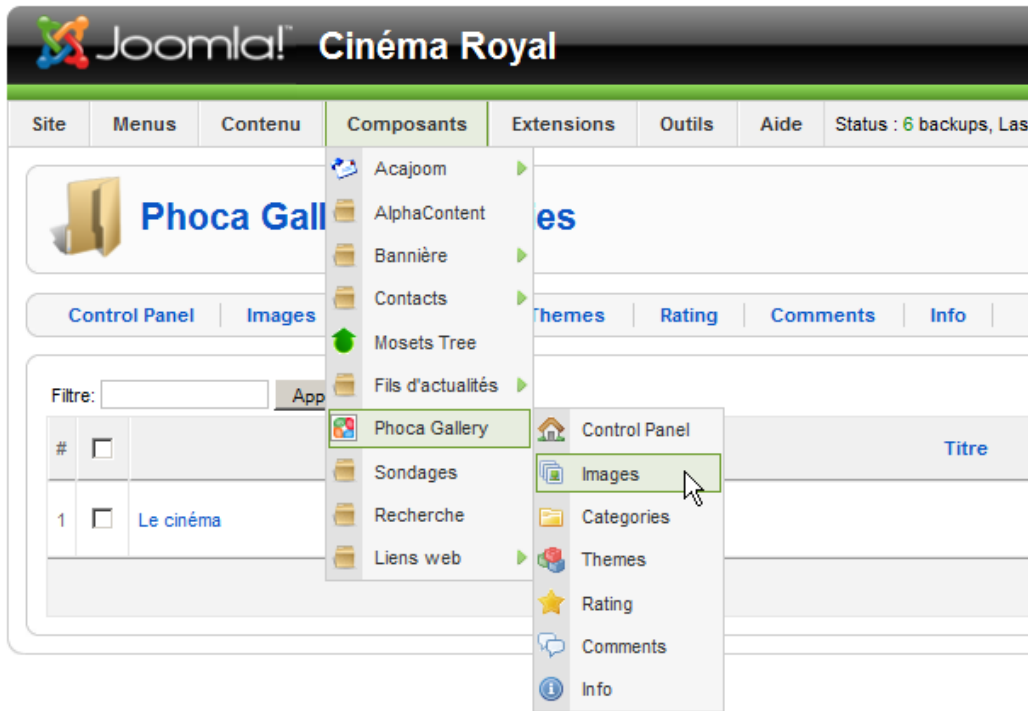 Joomla!™ Cinéma Royal
Site Menus Contenu Composants Extensions Outils Aide Status : 6 backups, Las
Acajoom
AlphaContent
Phoca Gall es
Bannière
Contacts
Control Panel Images Themes Rating Comments Info
Mosets Tree
Fils d'actualités
Filtre: App
Phoca Gallery
Control Panel
# Titre
Sondages
Images
Recherche
Categories
1 Le cinéma
Liens web
Themes
Rating
Comments
Info